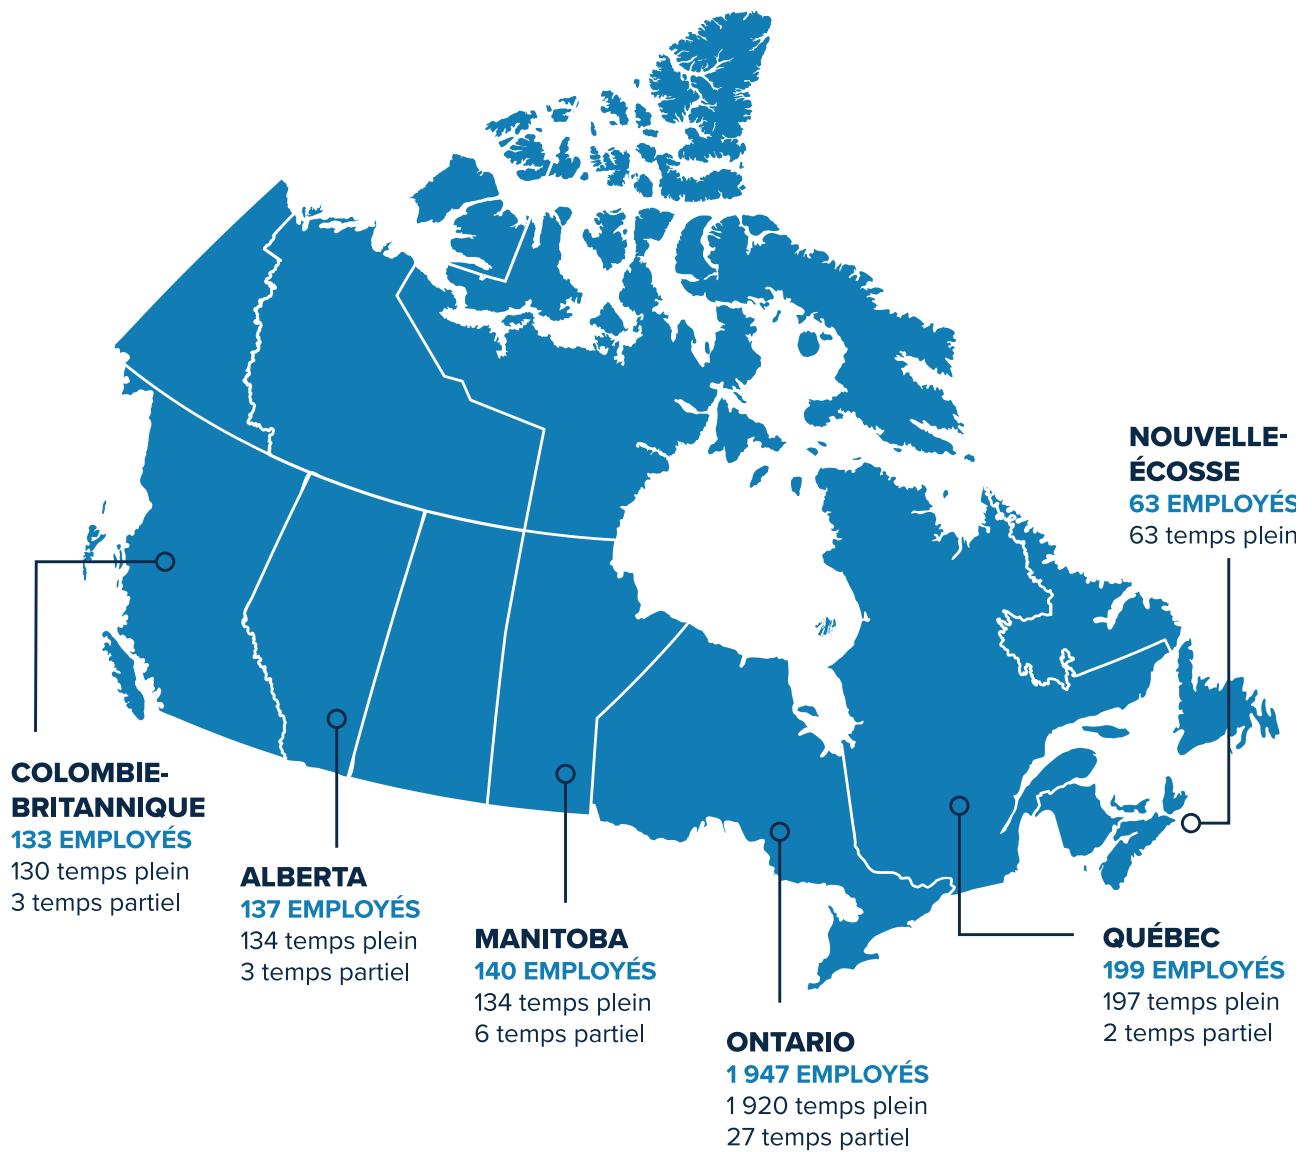 NOUVELLE-
ÉCOSSE
63 EMPLOYÉS
63 temps plein
COLOMBIE-
BRITANNIQUE
133 EMPLOYÉS
130 temps plein
3 temps partiel
ALBERTA
137 EMPLOYÉS
134 temps plein
3 temps partiel
MANITOBA
140 EMPLOYÉS
134 temps plein
6 temps partiel
ONTARIO
1 947 EMPLOYÉS
1 920 temps plein
27 temps partiel
QUÉBEC
199 EMPLOYÉS
197 temps plein
2 temps partiel